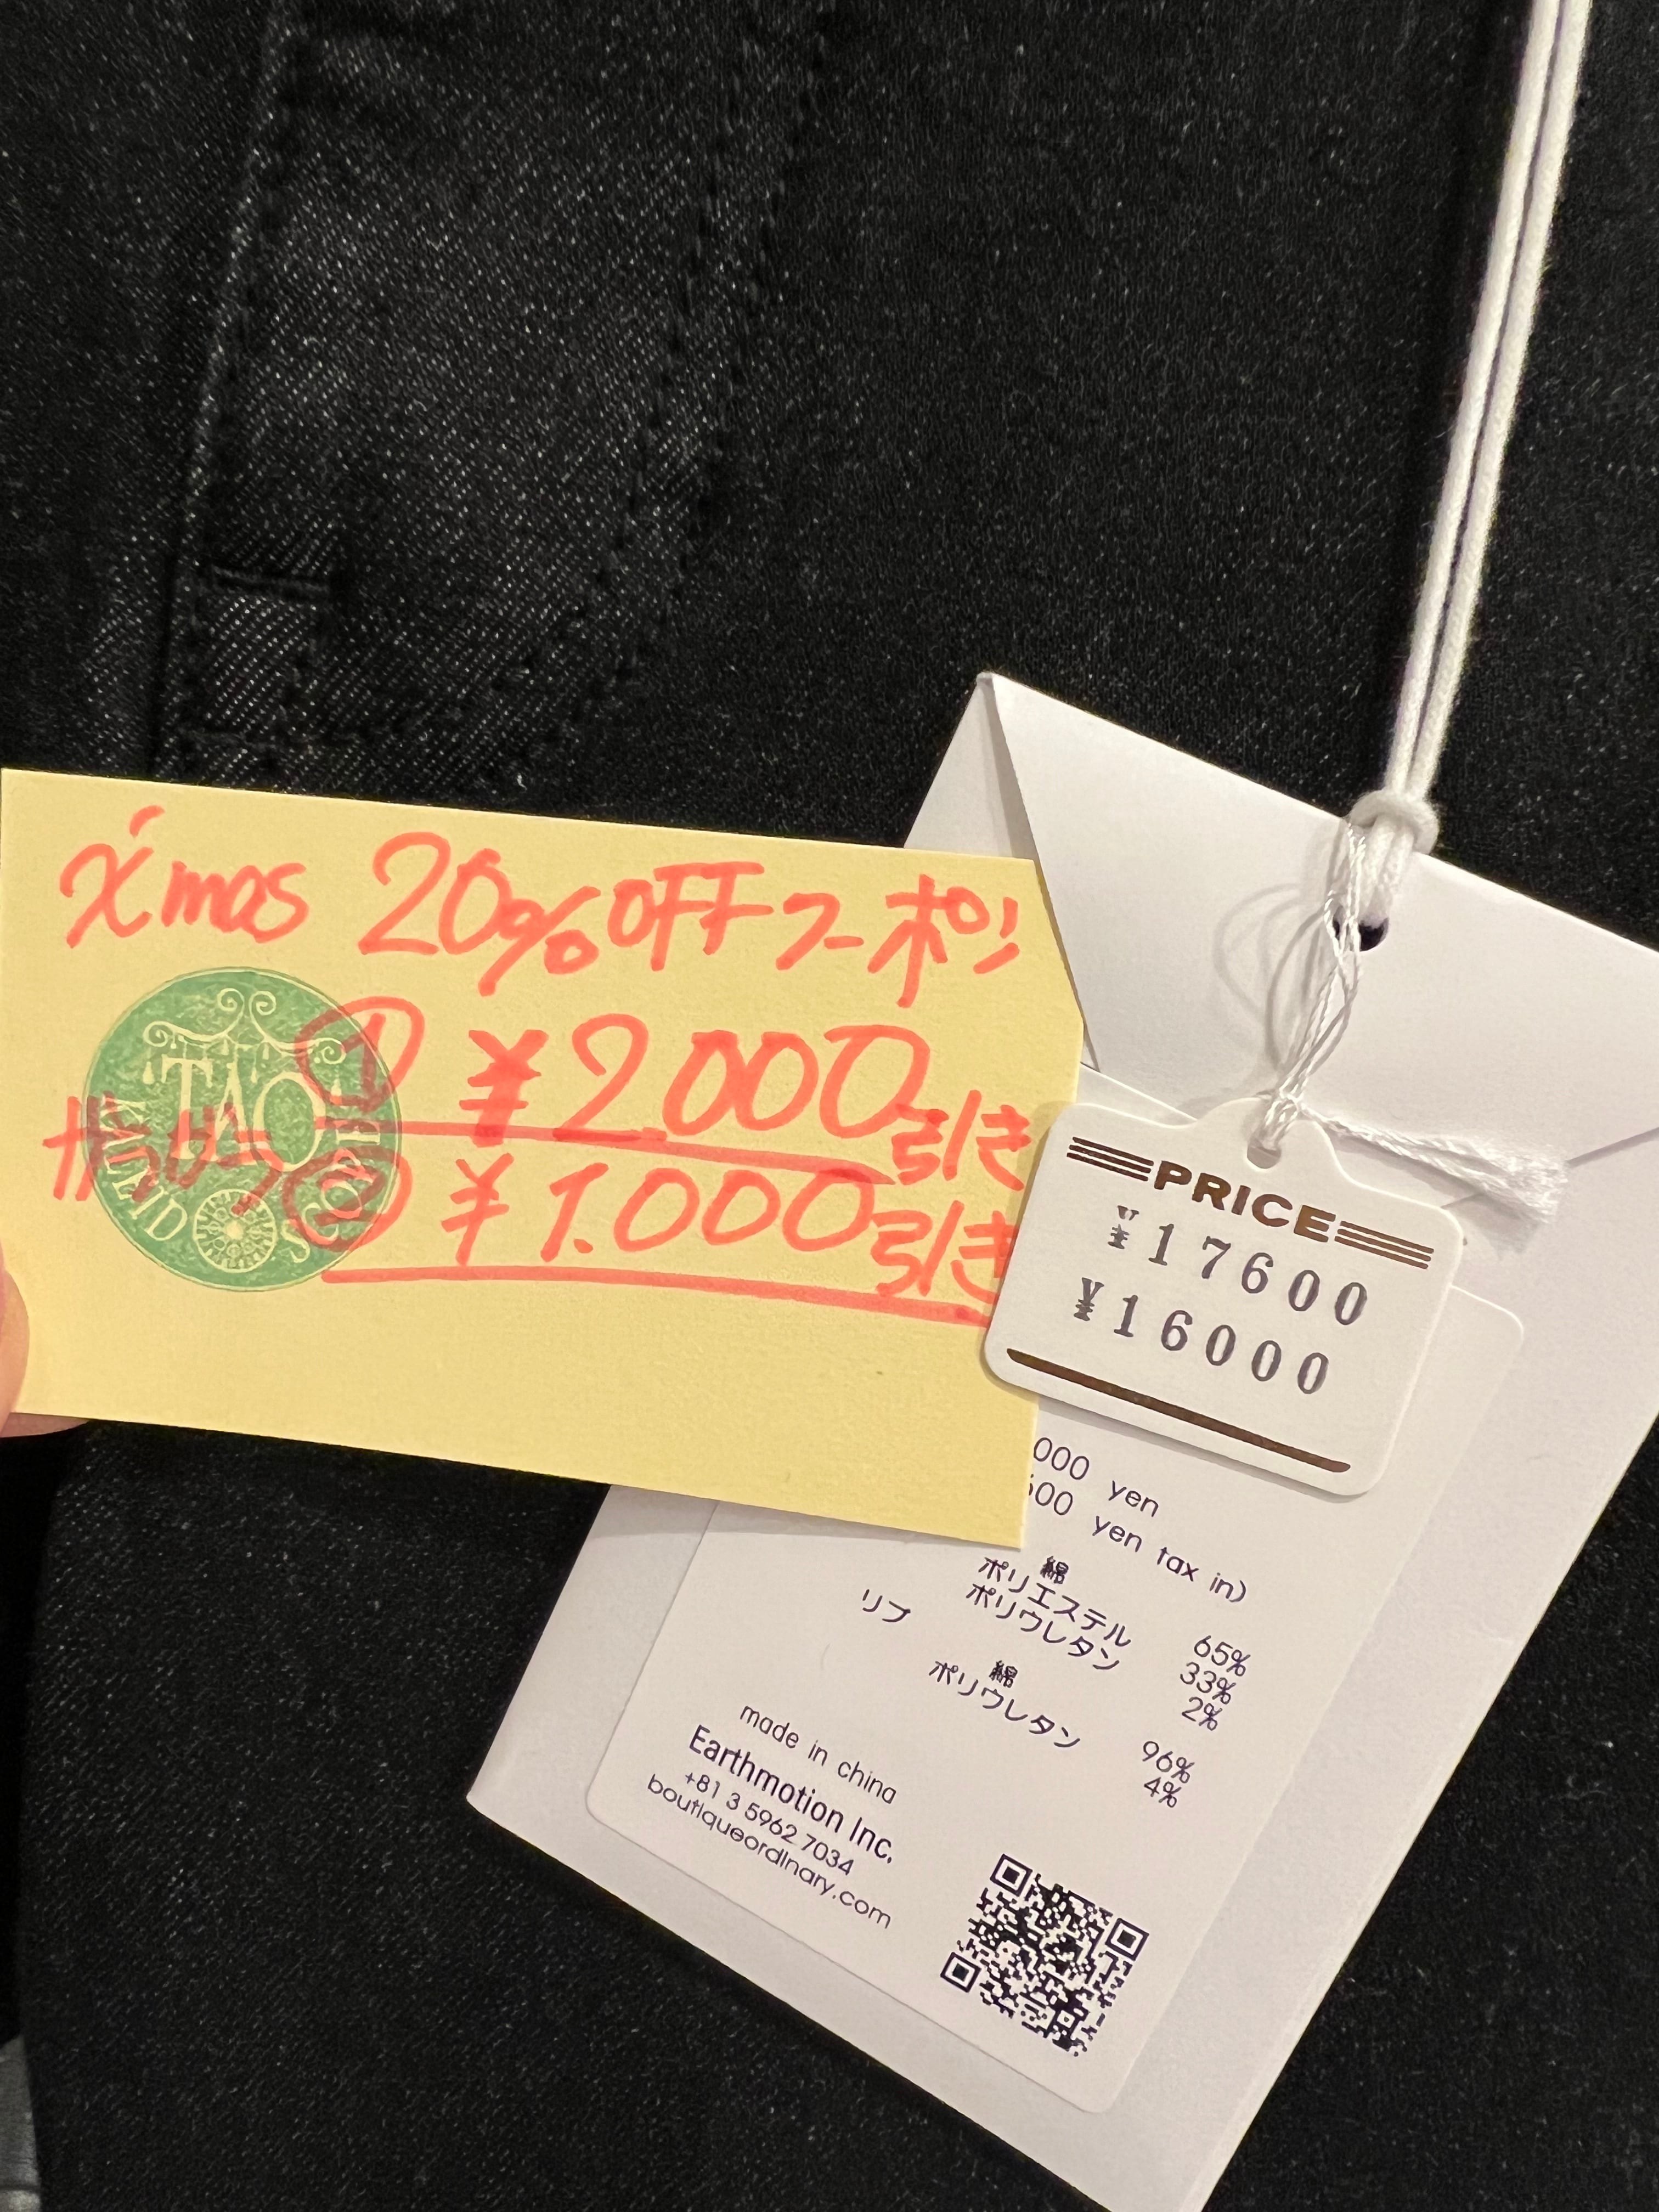 X'mas 20%OFFクーポン
① ¥2.000引き
② ¥1.000引き
TAO
PRICE
¥17600
¥16000
000 yen
600 yen tax in)
綿 65%
ポリエステル 33%
ポリウレタン 2%
リブ
綿 96%
ポリウレタン 4%
made in china
Earthmotion Inc.
+81 3 5962 7034
boutiqueordinary.com